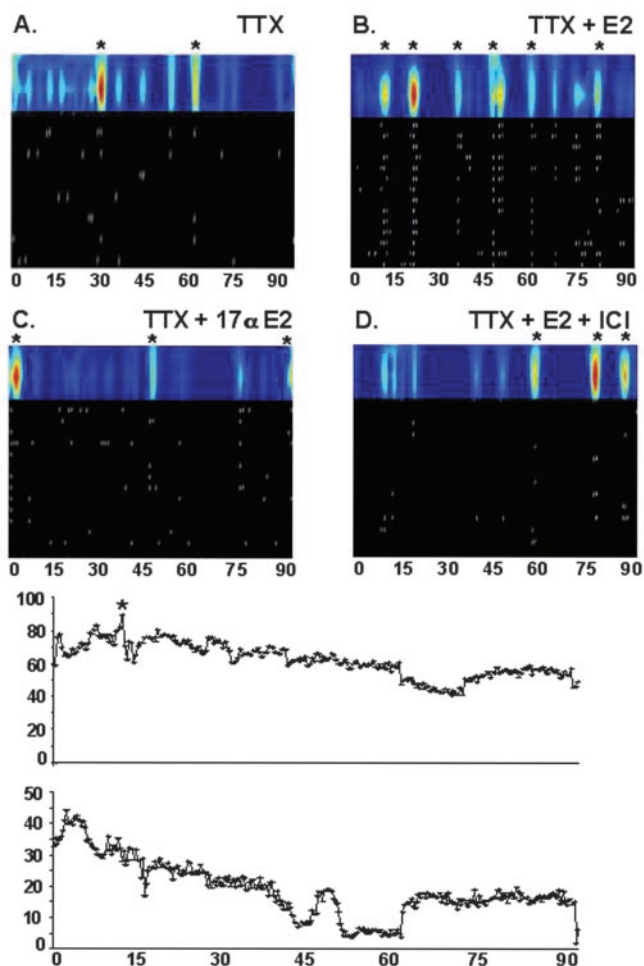 A. TTX
* *
0 15 30 45 60 75 90
B. TTX + E2
* * * * * *
0 15 30 45 60 75 90
C. TTX + 17α E2
* * *
0 15 30 45 60 75 90
D. TTX + E2 + ICI
* * *
0 15 30 45 60 75 90
100
80
60
40
20
0
*
50
40
30
20
10
0
0 15 30 45 60 75 90